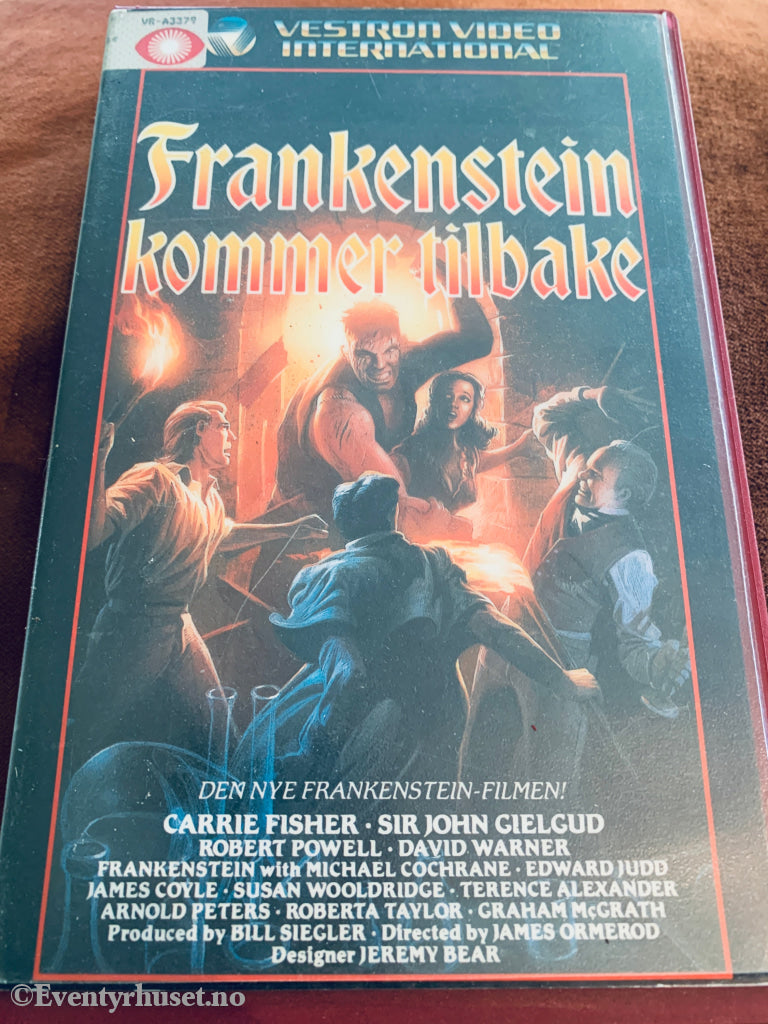 VR-A3379
VESTRON VIDEO
INTERNATIONAL
Frankenstein
kommer tilbake
DEN NYE FRANKENSTEIN-FILMEN!
CARRIE FISHER · SIR JOHN GIELGUD
ROBERT POWELL · DAVID WARNER
FRANKENSTEIN with MICHAEL COCHRANE · EDWARD JUDD
JAMES COYLE · SUSAN WOOLDRIDGE · TERENCE ALEXANDER
ARNOLD PETERS · ROBERTA TAYLOR · GRAHAM McGRATH
Produced by BILL SIEGLER · Directed by JAMES ORMEROD
Designer JEREMY BEAR
©Eventyrhuset.no